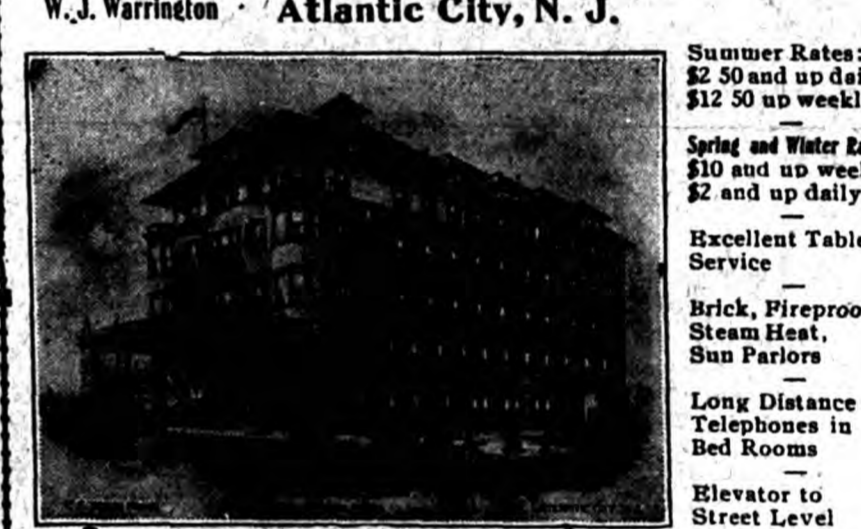 W. J. Warrington · Atlantic City, N. J.
Summer Rates:
$2 50 and up dai
$12 50 up weekl
Spring and Winter Ra
$10 and up wee
$2 and up daily
Excellent Table
Service
Brick, Fireproo
Steam Heat,
Sun Parlors
Long Distance
Telephones in
Bed Rooms
Elevator to
Street Level